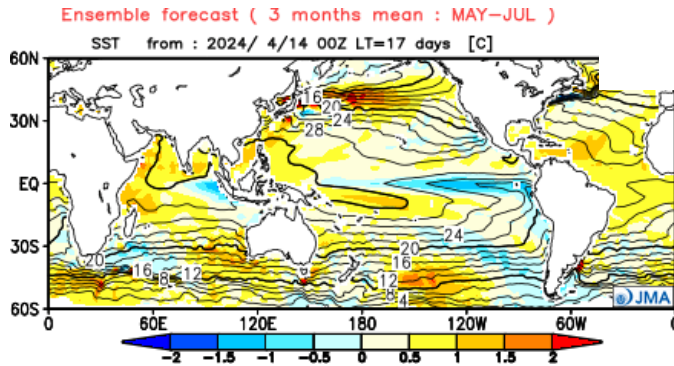 Ensemble forecast ( 3 months mean : MAY-JUL )
SST from : 2024/ 4/14 00Z LT=17 days [C]
60N
30N
EQ
30S
60S
16
20
24
28
24
20
20
16
16
12
12
8
8
4
0 60E 120E 180 120W 60W 0
JMA
-2 -1.5 -1 -0.5 0 0.5 1 1.5 2